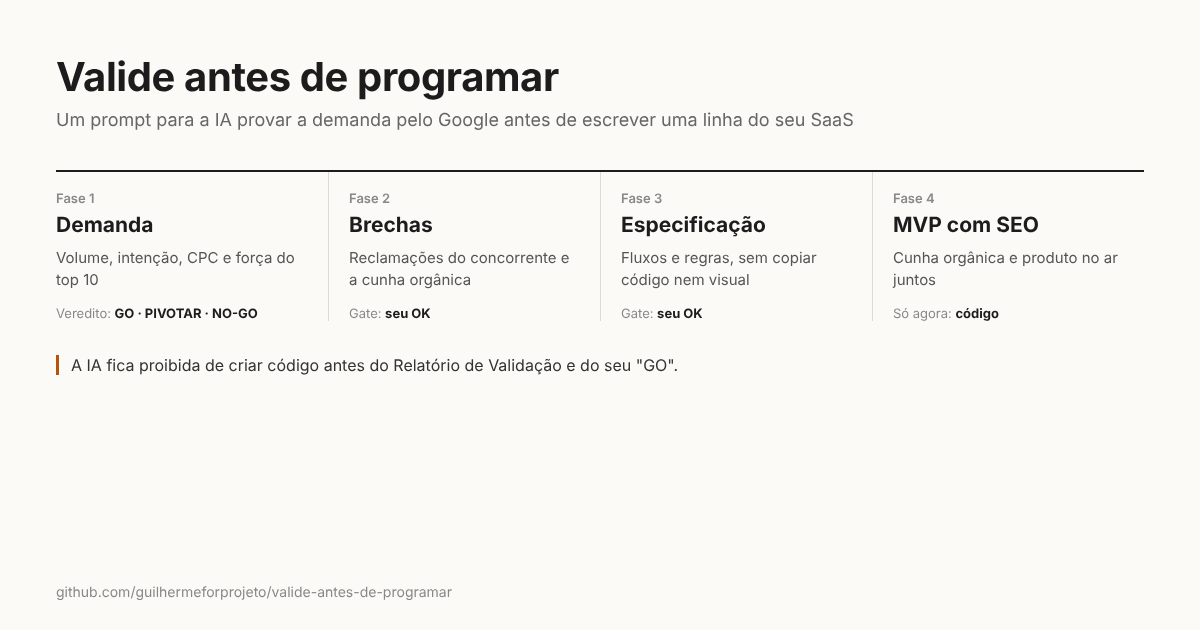 Valide antes de programar
Um prompt para a IA provar a demanda pelo Google antes de escrever uma linha do seu SaaS
Fase 1
Demanda
Volume, intenção, CPC e força do
top 10
Veredito: GO · PIVOTAR · NO-GO
Fase 2
Brechas
Reclamações do concorrente e
a cunha orgânica
Gate: seu OK
Fase 3
Especificação
Fluxos e regras, sem copiar
código nem visual
Gate: seu OK
Fase 4
MVP com SEO
Cunha orgânica e produto no ar
juntos
Só agora: código
A IA fica proibida de criar código antes do Relatório de Validação e do seu "GO".
github.com/guilhermeforprojeto/valide-antes-de-programar